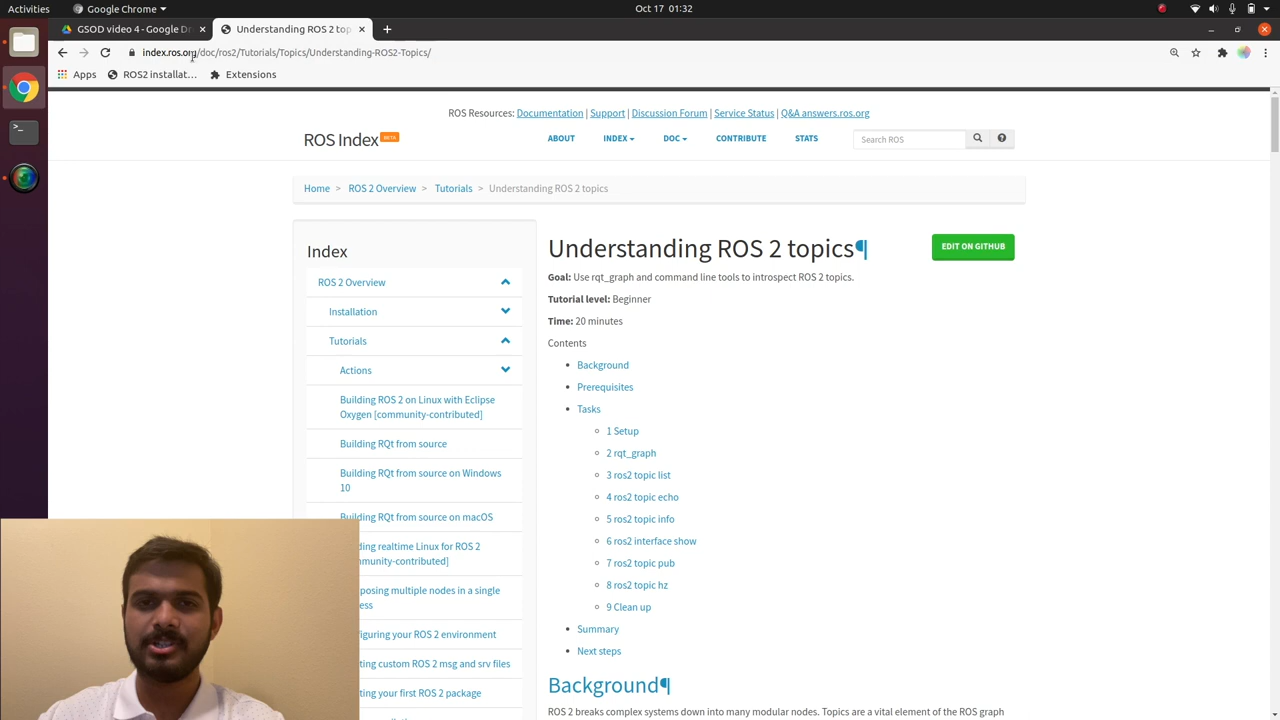 Google Chrome
Oct 17 01:32
GSOD video 4 - Google Dr
Understanding ROS 2 top
index.ros.org/doc/ros2/Tutorials/Topics/Understanding-ROS2-Topics/
Apps
ROS2 installat...
Extensions
ROS Resources: Documentation | Support | Discussion Forum | Service Status | Q&A answers.ros.org
ROS Index BETA
ABOUT
INDEX
DOC
CONTRIBUTE
STATS
Search ROS
Home > ROS 2 Overview > Tutorials > Understanding ROS 2 topics
Index
ROS 2 Overview
Installation
Tutorials
Actions
Building ROS 2 on Linux with Eclipse
Oxygen [community-contributed]
Building RQt from source
Building RQt from source on Windows
10
Building RQt from source on macOS
ding realtime Linux for ROS 2
mmunity-contributed]
posing multiple nodes in a single
ess
figuring your ROS 2 environment
ting custom ROS 2 msg and srv files
ting your first ROS 2 package
Understanding ROS 2 topics¶
EDIT ON GITHUB
Goal: Use rqt_graph and command line tools to introspect ROS 2 topics.
Tutorial level: Beginner
Time: 20 minutes
Contents
Background
Prerequisites
Tasks
1 Setup
2 rqt_graph
3 ros2 topic list
4 ros2 topic echo
5 ros2 topic info
6 ros2 interface show
7 ros2 topic pub
8 ros2 topic hz
9 Clean up
Summary
Next steps
Background¶
ROS 2 breaks complex systems down into many modular nodes. Topics are a vital element of the ROS graph